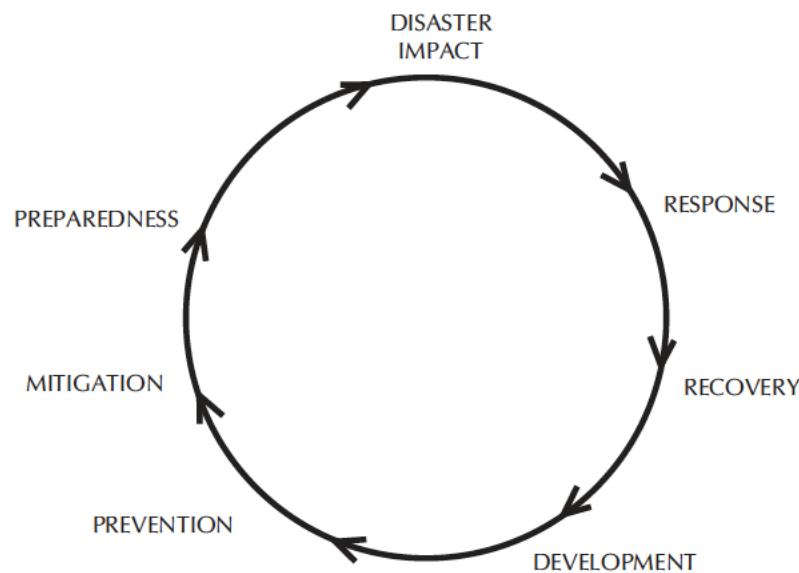 DISASTER
IMPACT
RESPONSE
RECOVERY
DEVELOPMENT
PREVENTION
MITIGATION
PREPAREDNESS